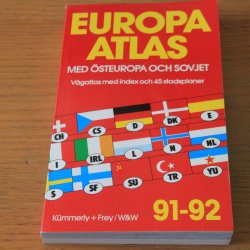 EUROPA
ATLAS
MED ÖSTEUROPA OCH SOVJET
Vägatlas med index och 45 stadsplaner
CH CS D DK E
I IRL L N NL
S SF SU TR YU
91-92
Kümmerly + Frey / W&W